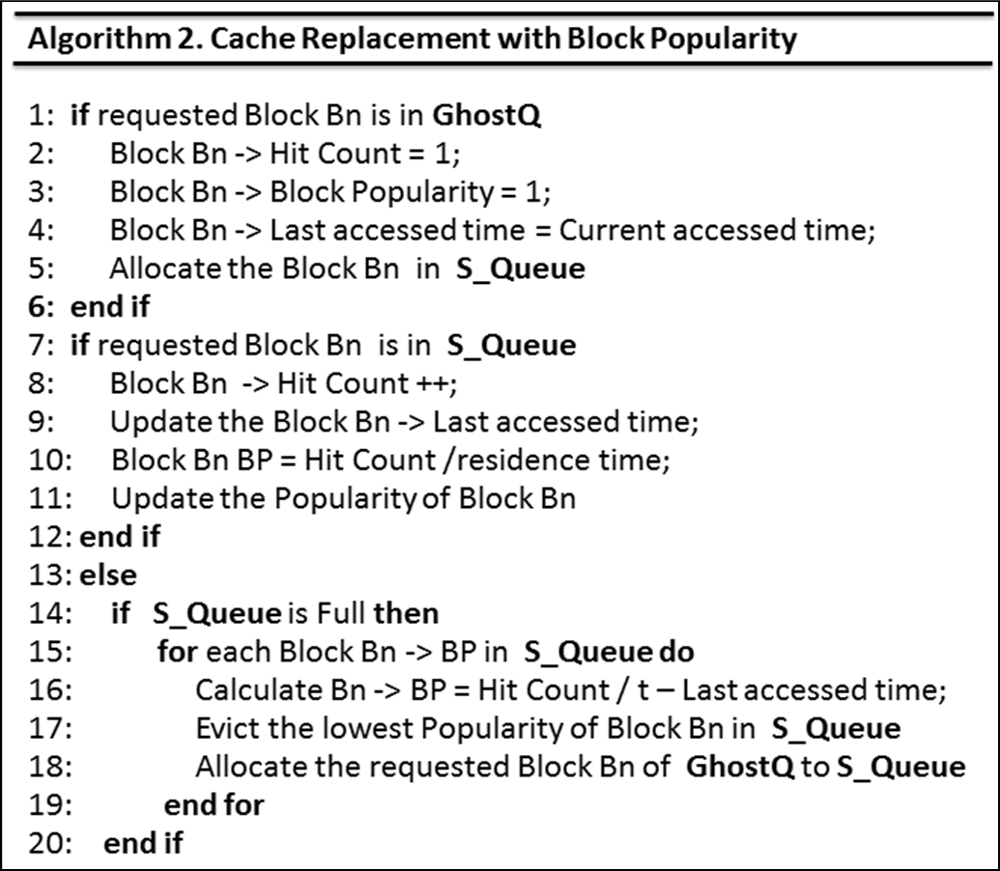 Algorithm 2. Cache Replacement with Block Popularity
1: if requested Block Bn is in GhostQ
2: Block Bn -> Hit Count = 1;
3: Block Bn -> Block Popularity = 1;
4: Block Bn -> Last accessed time = Current accessed time;
5: Allocate the Block Bn in S_Queue
6: end if
7: if requested Block Bn is in S_Queue
8: Block Bn -> Hit Count ++;
9: Update the Block Bn -> Last accessed time;
10: Block Bn BP = Hit Count /residence time;
11: Update the Popularity of Block Bn
12: end if
13: else
14: if S_Queue is Full then
15: for each Block Bn -> BP in S_Queue do
16: Calculate Bn -> BP = Hit Count / t – Last accessed time;
17: Evict the lowest Popularity of Block Bn in S_Queue
18: Allocate the requested Block Bn of GhostQ to S_Queue
19: end for
20: end if